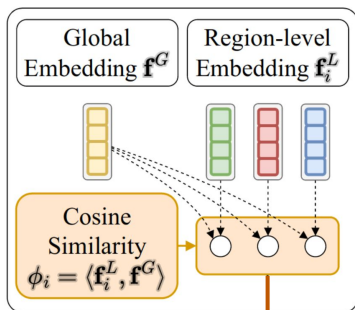 Global
Embedding 𝐟^G
Region-level
Embedding 𝐟_i^L
Cosine
Similarity
ϕ_i = ⟨𝐟_i^L, 𝐟^G⟩